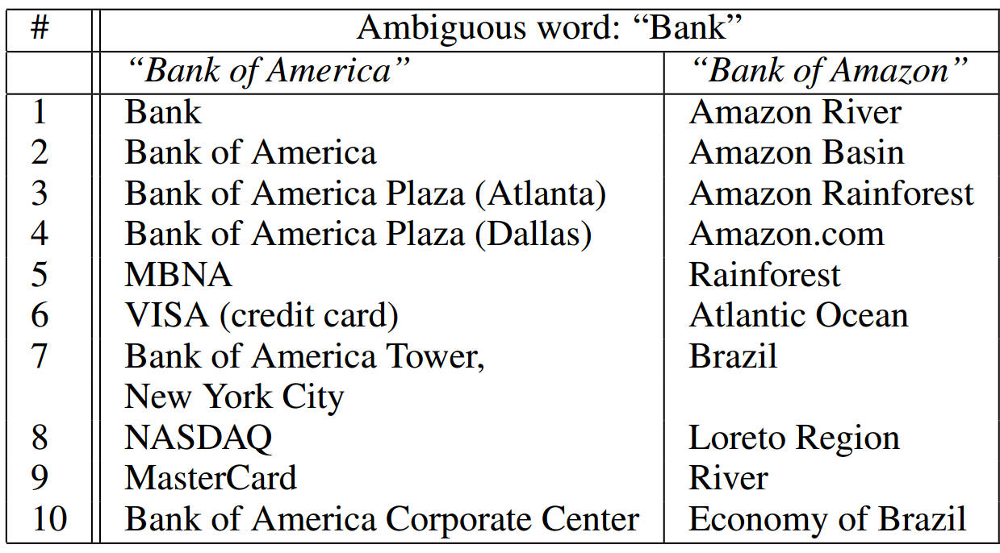 # Ambiguous word: “Bank”
“Bank of America” “Bank of Amazon”
1 Bank Amazon River
2 Bank of America Amazon Basin
3 Bank of America Plaza (Atlanta) Amazon Rainforest
4 Bank of America Plaza (Dallas) Amazon.com
5 MBNA Rainforest
6 VISA (credit card) Atlantic Ocean
7 Bank of America Tower, Brazil
New York City
8 NASDAQ Loreto Region
9 MasterCard River
10 Bank of America Corporate Center Economy of Brazil